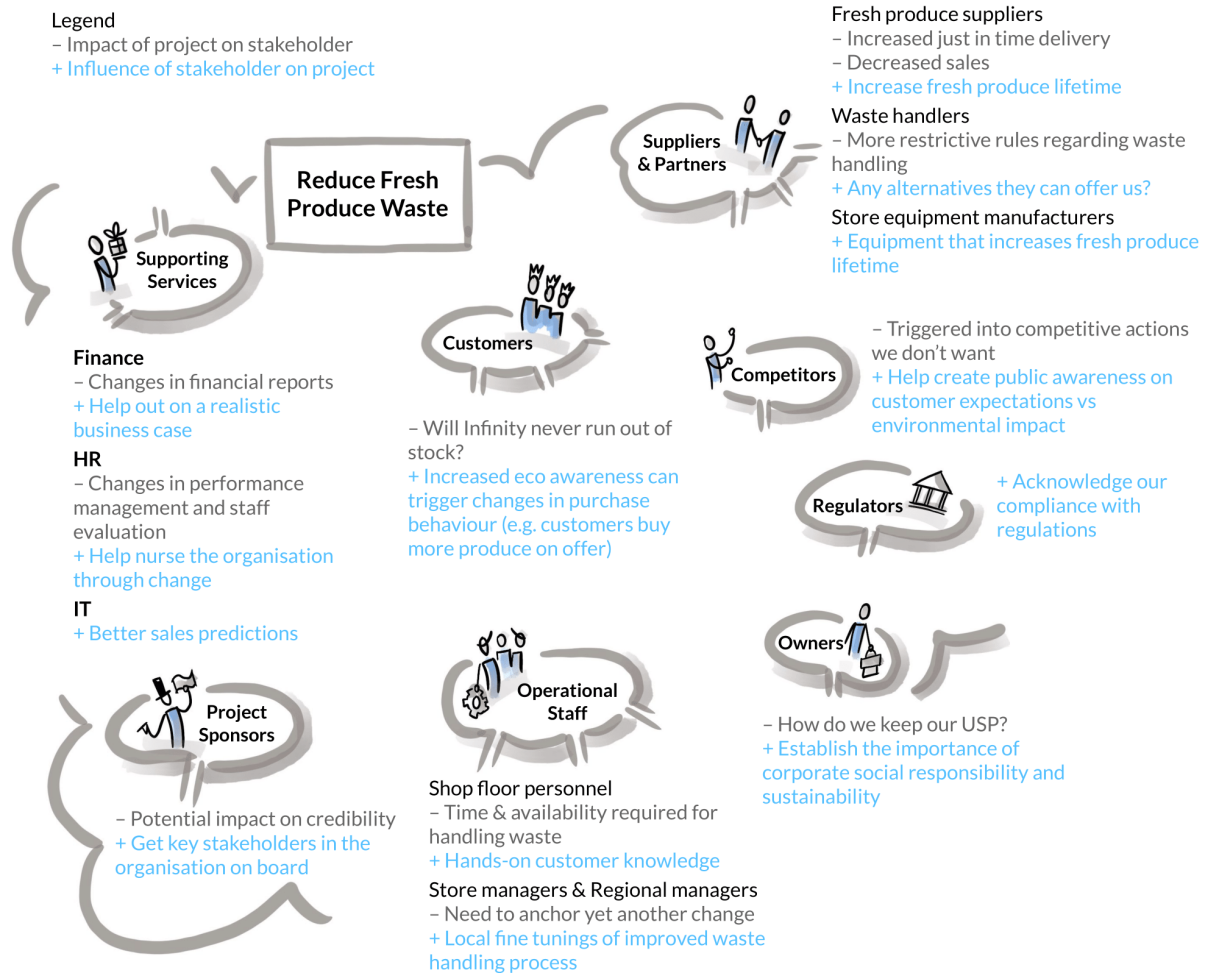 Legend
– Impact of project on stakeholder
+ Influence of stakeholder on project
Reduce Fresh
Produce Waste
Suppliers
& Partners
Fresh produce suppliers
– Increased just in time delivery
– Decreased sales
+ Increase fresh produce lifetime
Waste handlers
– More restrictive rules regarding waste
handling
+ Any alternatives they can offer us?
Store equipment manufacturers
+ Equipment that increases fresh produce
lifetime
Supporting
Services
Finance
– Changes in financial reports
+ Help out on a realistic
business case
HR
– Changes in performance
management and staff
evaluation
+ Help nurse the organisation
through change
IT
+ Better sales predictions
Customers
– Will Infinity never run out of
stock?
+ Increased eco awareness can
trigger changes in purchase
behaviour (e.g. customers buy
more produce on offer)
Competitors
– Triggered into competitive actions
we don’t want
+ Help create public awareness on
customer expectations vs
environmental impact
Regulators
+ Acknowledge our
compliance with
regulations
Owners
– How do we keep our USP?
+ Establish the importance of
corporate social responsibility and
sustainability
Project
Sponsors
– Potential impact on credibility
+ Get key stakeholders in the
organisation on board
Operational
Staff
Shop floor personnel
– Time & availability required for
handling waste
+ Hands-on customer knowledge
Store managers & Regional managers
– Need to anchor yet another change
+ Local fine tunings of improved waste
handling process